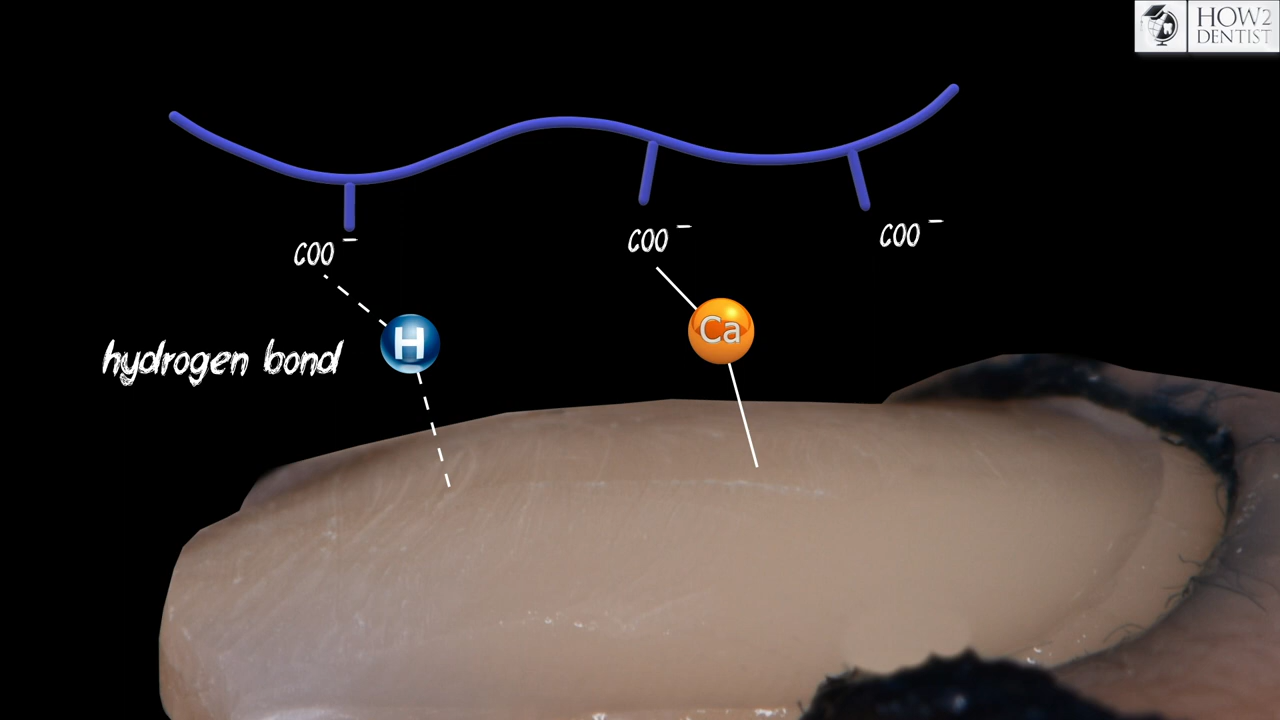 HOW2
DENTIST
COO⁻
COO⁻
COO⁻
H
Ca
hydrogen bond